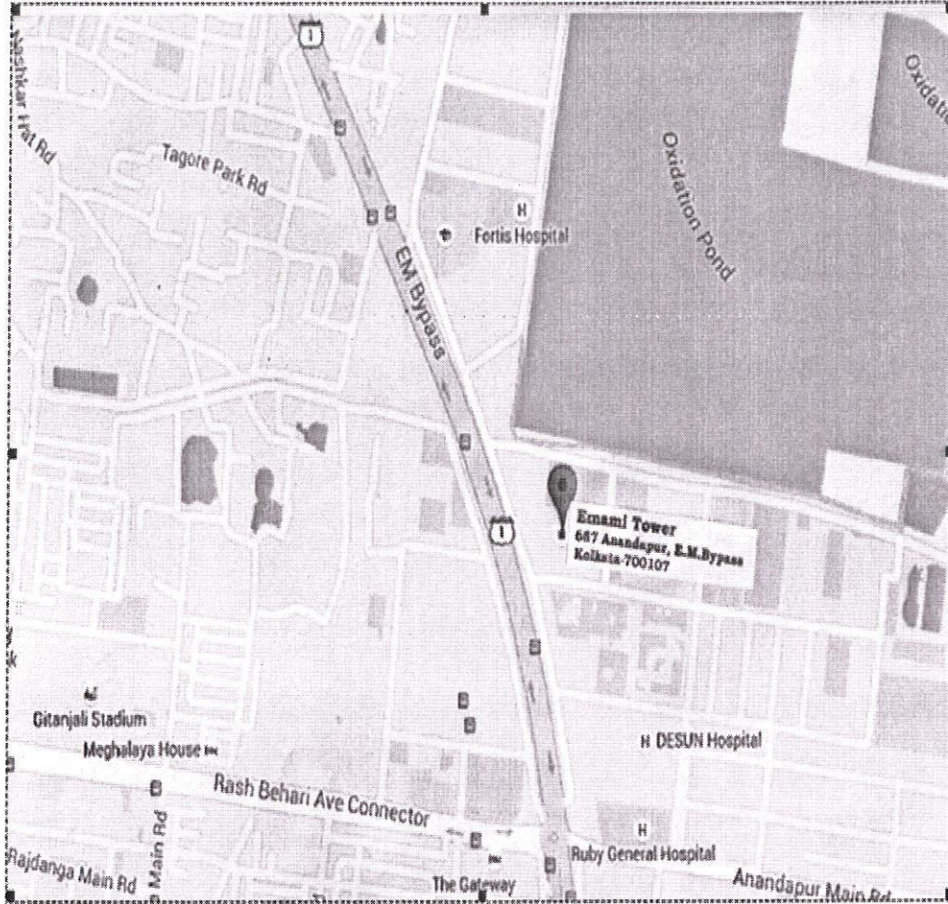 1
Nashkar Hat Rd
Tagore Park Rd
Oxidation Pond
H
Fortis Hospital
EM Bypass
1
Emami Tower
687 Anandapur, E.M.Bypass
Kolkata-700107
Gitanjali Stadium
Meghalaya House
H DESUN Hospital
Rash Behari Ave Connector
H
Ruby General Hospital
The Gateway
Rajdanga Main Rd
Main Rd
Anandapur Main Rd